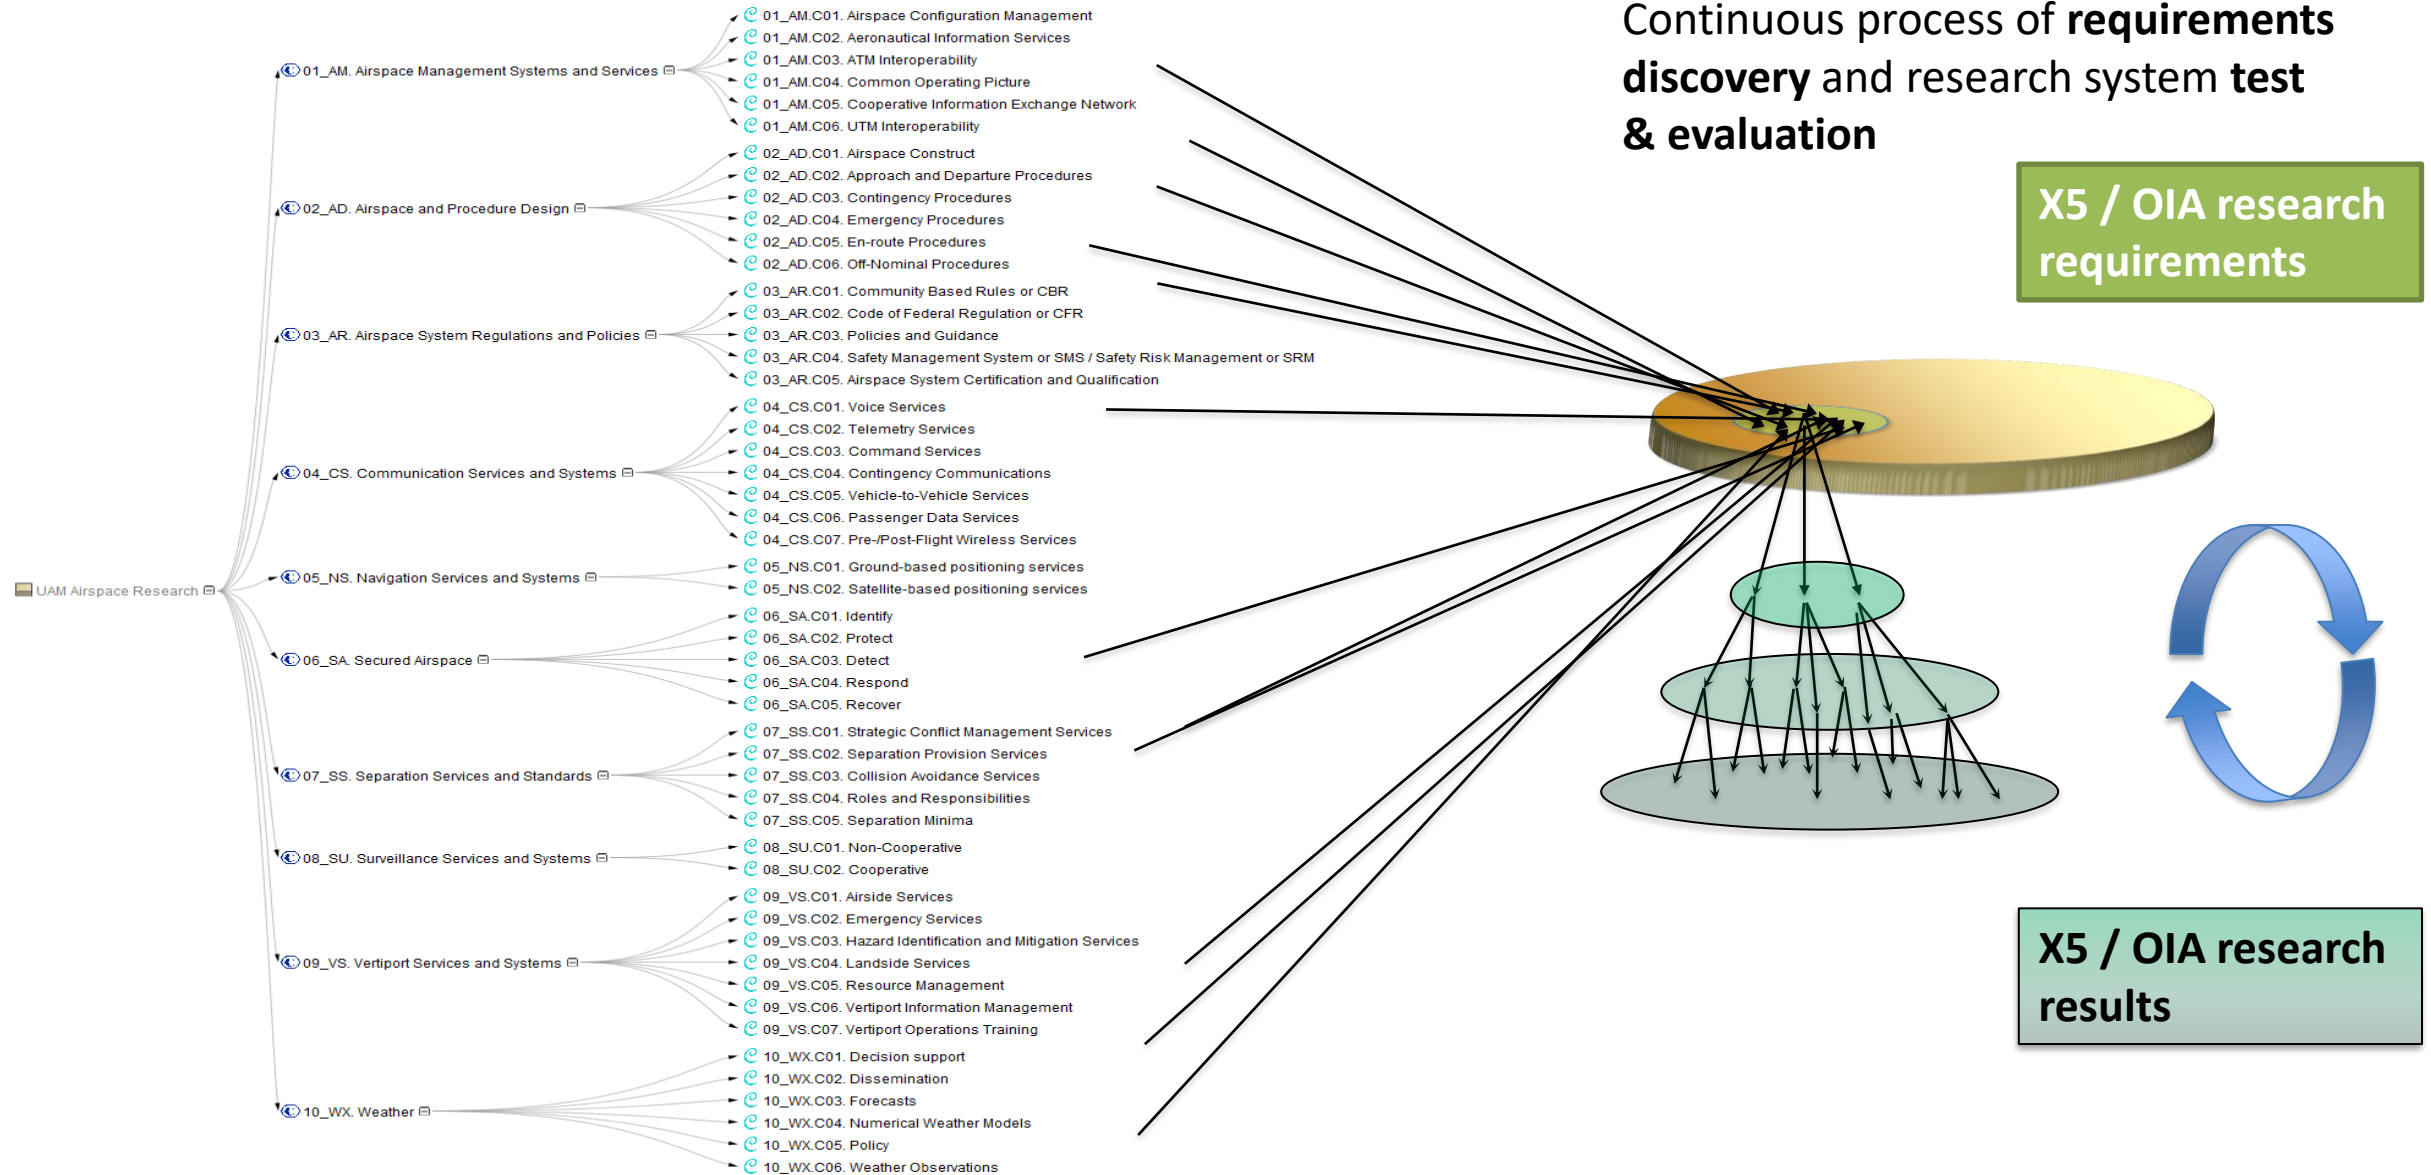 UAM Airspace Research
01_AM. Airspace Management Systems and Services
01_AM.C01. Airspace Configuration Management
01_AM.C02. Aeronautical Information Services
01_AM.C03. ATM Interoperability
01_AM.C04. Common Operating Picture
01_AM.C05. Cooperative Information Exchange Network
01_AM.C06. UTM Interoperability
02_AD. Airspace and Procedure Design
02_AD.C01. Airspace Construct
02_AD.C02. Approach and Departure Procedures
02_AD.C03. Contingency Procedures
02_AD.C04. Emergency Procedures
02_AD.C05. En-route Procedures
02_AD.C06. Off-Nominal Procedures
03_AR. Airspace System Regulations and Policies
03_AR.C01. Community Based Rules or CBR
03_AR.C02. Code of Federal Regulation or CFR
03_AR.C03. Policies and Guidance
03_AR.C04. Safety Management System or SMS / Safety Risk Management or SRM
03_AR.C05. Airspace System Certification and Qualification
04_CS. Communication Services and Systems
04_CS.C01. Voice Services
04_CS.C02. Telemetry Services
04_CS.C03. Command Services
04_CS.C04. Contingency Communications
04_CS.C05. Vehicle-to-Vehicle Services
04_CS.C06. Passenger Data Services
04_CS.C07. Pre-/Post-Flight Wireless Services
05_NS. Navigation Services and Systems
05_NS.C01. Ground-based positioning services
05_NS.C02. Satellite-based positioning services
06_SA. Secured Airspace
06_SA.C01. Identify
06_SA.C02. Protect
06_SA.C03. Detect
06_SA.C04. Respond
06_SA.C05. Recover
07_SS. Separation Services and Standards
07_SS.C01. Strategic Conflict Management Services
07_SS.C02. Separation Provision Services
07_SS.C03. Collision Avoidance Services
07_SS.C04. Roles and Responsibilities
07_SS.C05. Separation Minima
08_SU. Surveillance Services and Systems
08_SU.C01. Non-Cooperative
08_SU.C02. Cooperative
09_VS. Vertiport Services and Systems
09_VS.C01. Airside Services
09_VS.C02. Emergency Services
09_VS.C03. Hazard Identification and Mitigation Services
09_VS.C04. Landside Services
09_VS.C05. Resource Management
09_VS.C06. Vertiport Information Management
09_VS.C07. Vertiport Operations Training
10_WX. Weather
10_WX.C01. Decision support
10_WX.C02. Dissemination
10_WX.C03. Forecasts
10_WX.C04. Numerical Weather Models
10_WX.C05. Policy
10_WX.C06. Weather Observations
Continuous process of requirements
discovery and research system test
& evaluation
X5 / OIA research
requirements
X5 / OIA research
results